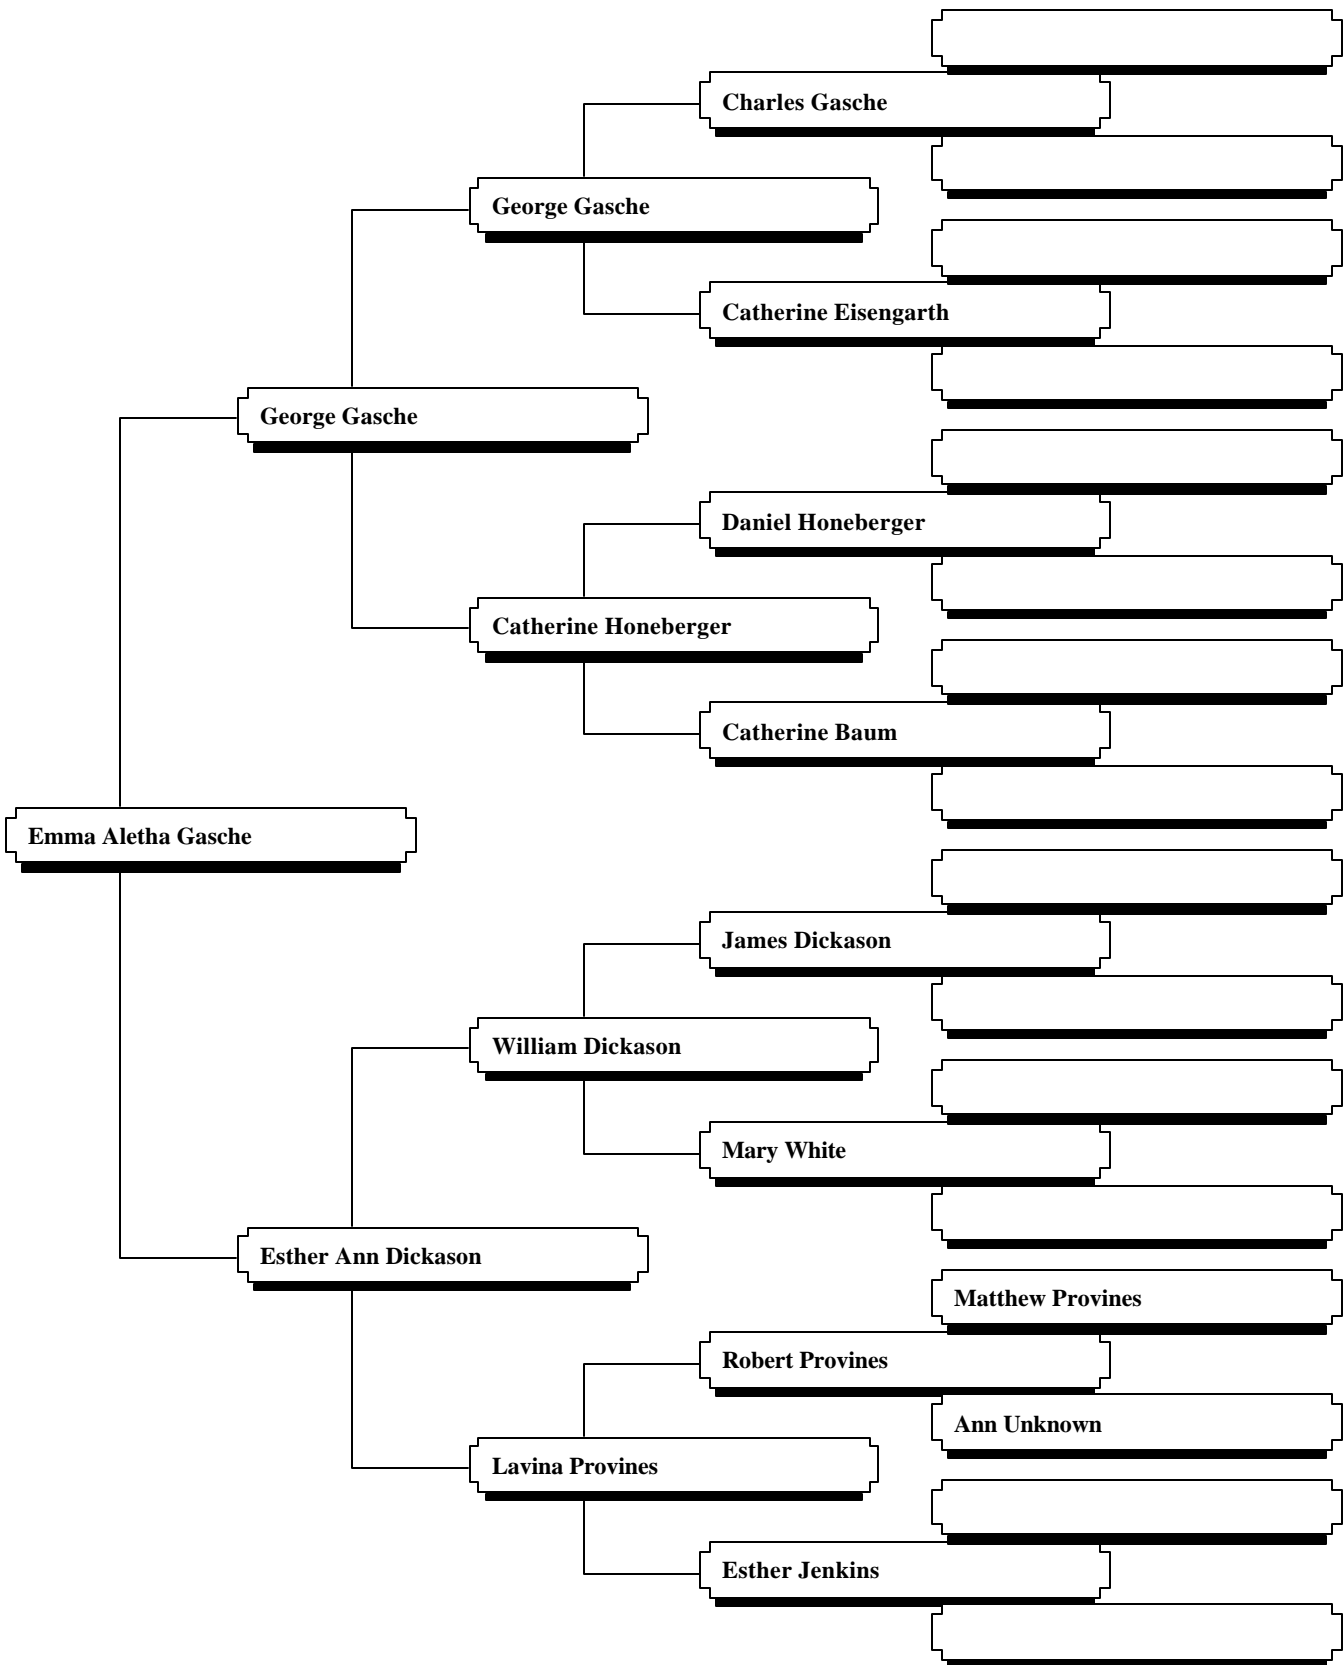 Charles Gasche
George Gasche
Catherine Eisengarth
George Gasche
Daniel Honeberger
Catherine Honeberger
Catherine Baum
Emma Aletha Gasche
James Dickason
William Dickason
Mary White
Esther Ann Dickason
Matthew Provines
Robert Provines
Ann Unknown
Lavina Provines
Esther Jenkins